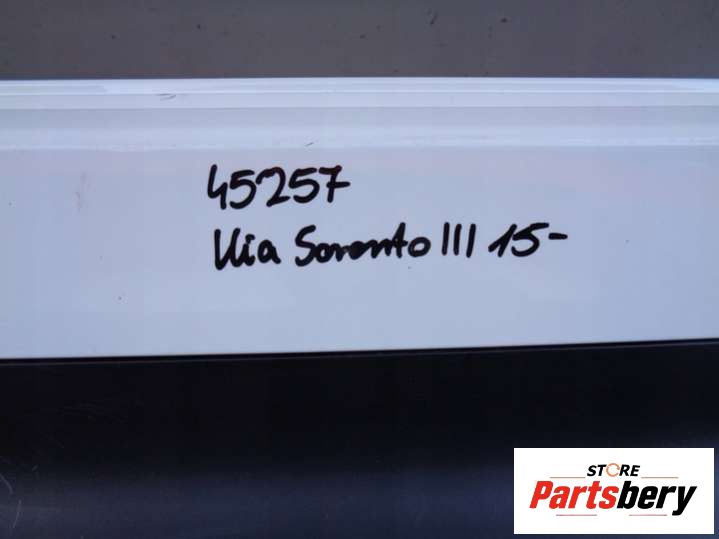 45257
Kia Sorento III 15-
STORE
Partsbery